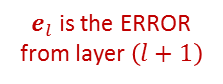 e_l is the ERROR
from layer (l + 1)